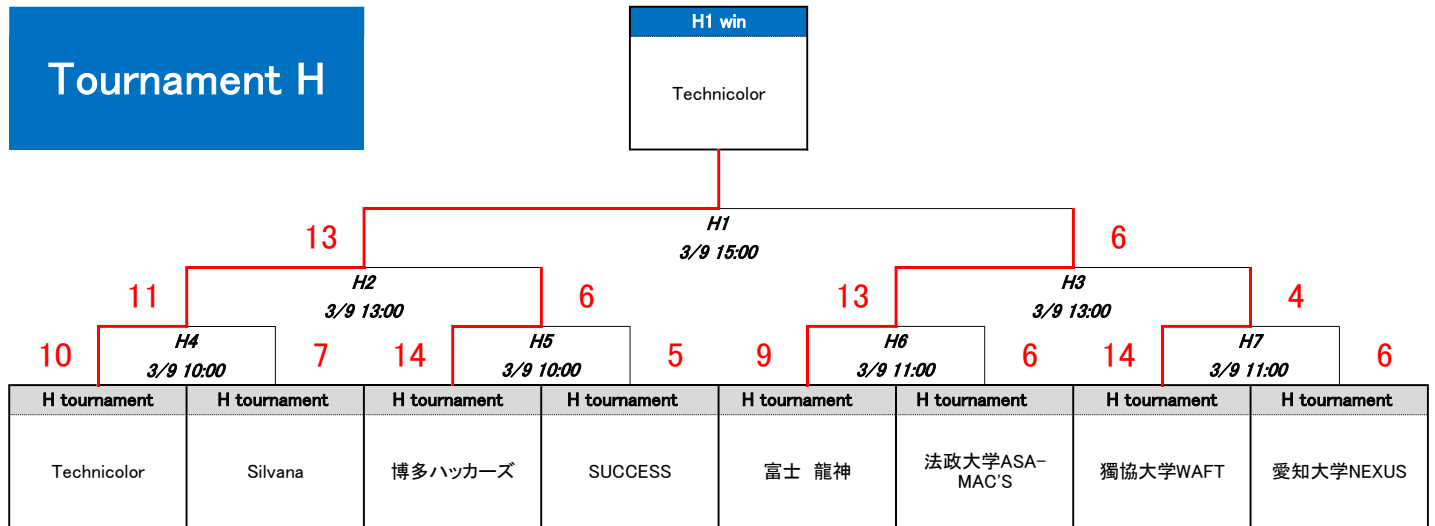 Tournament H
H1 win
Technicolor
H1
3/9 15:00
13
6
H2
3/9 13:00
H3
3/9 13:00
11
6
13
4
H4
3/9 10:00
H5
3/9 10:00
H6
3/9 11:00
H7
3/9 11:00
10
7
14
5
9
6
14
6
H tournament
H tournament
H tournament
H tournament
H tournament
H tournament
H tournament
H tournament
Technicolor
Silvana
博多ハッカーズ
SUCCESS
富士　龍神
法政大学ASA-
MAC'S
獨協大学WAFT
愛知大学NEXUS